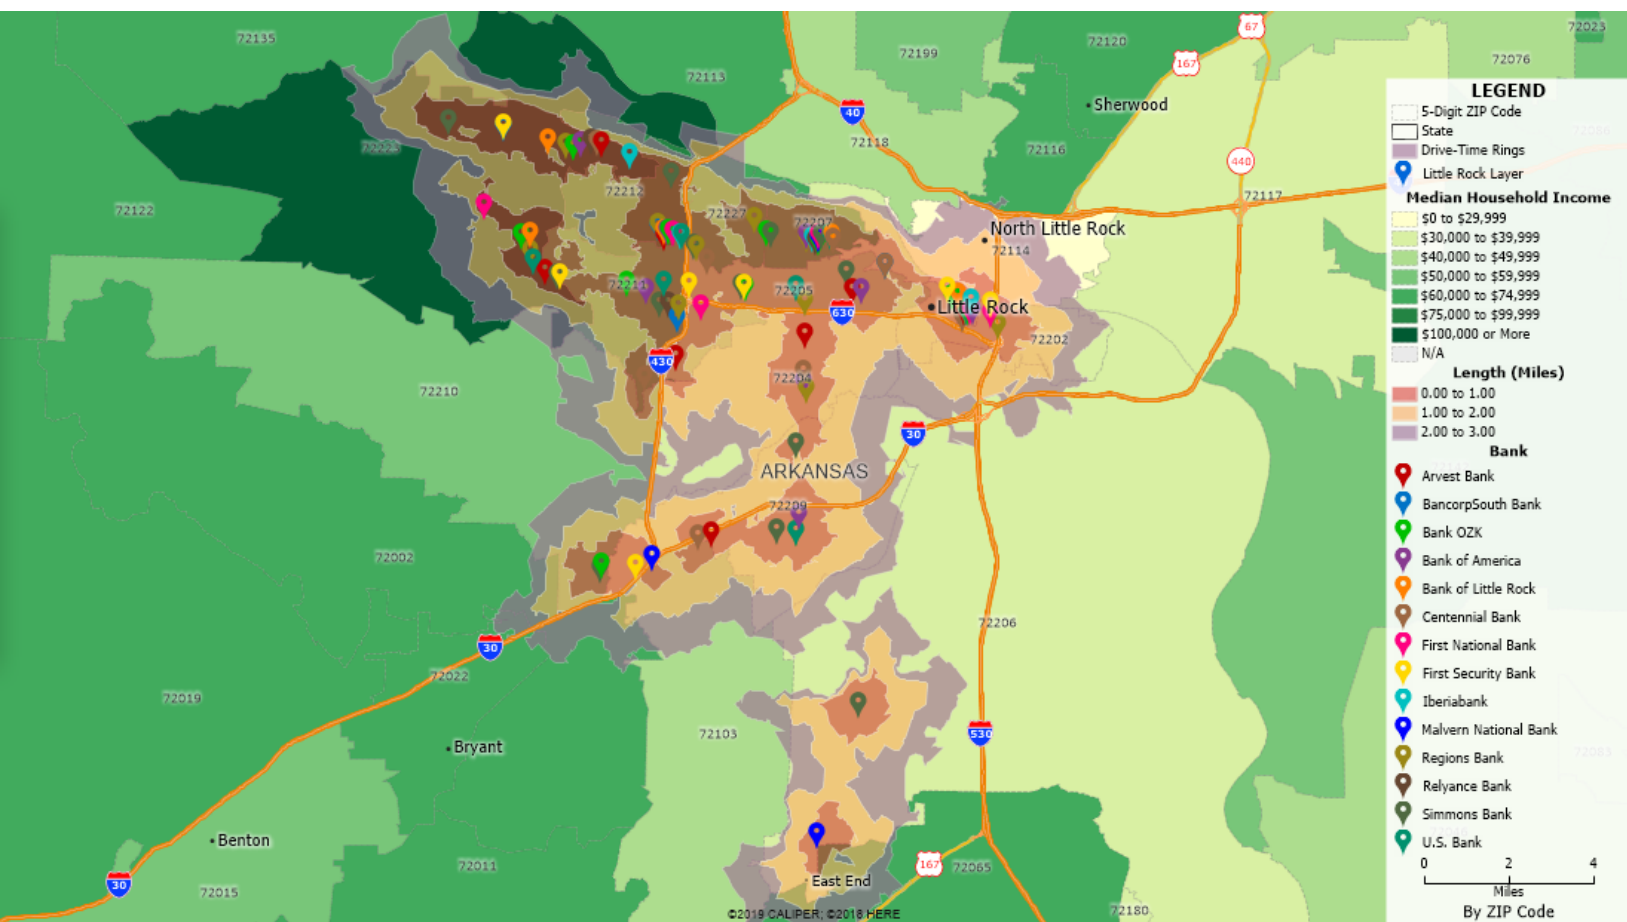 72135
72113
72199
72120
67
167
72076
72023
Sherwood
40
72118
72116
440
72117
72223
72212
72122
72227
72207
North Little Rock
72114
72211
72205
630
Little Rock
72202
430
72204
72210
30
ARKANSAS
72209
72002
72206
30
72022
72019
Bryant
72103
530
Benton
72011
72015
30
167
72065
East End
72180
©2019 CALIPER; ©2018 HERE
LEGEND
5-Digit ZIP Code
State
Drive-Time Rings
Little Rock Layer
Median Household Income
$0 to $29,999
$30,000 to $39,999
$40,000 to $49,999
$50,000 to $59,999
$60,000 to $74,999
$75,000 to $99,999
$100,000 or More
N/A
Length (Miles)
0.00 to 1.00
1.00 to 2.00
2.00 to 3.00
Bank
Arvest Bank
BancorpSouth Bank
Bank OZK
Bank of America
Bank of Little Rock
Centennial Bank
First National Bank
First Security Bank
Iberiabank
Malvern National Bank
Regions Bank
Relyance Bank
Simmons Bank
U.S. Bank
0 2 4
Miles
By ZIP Code
72083